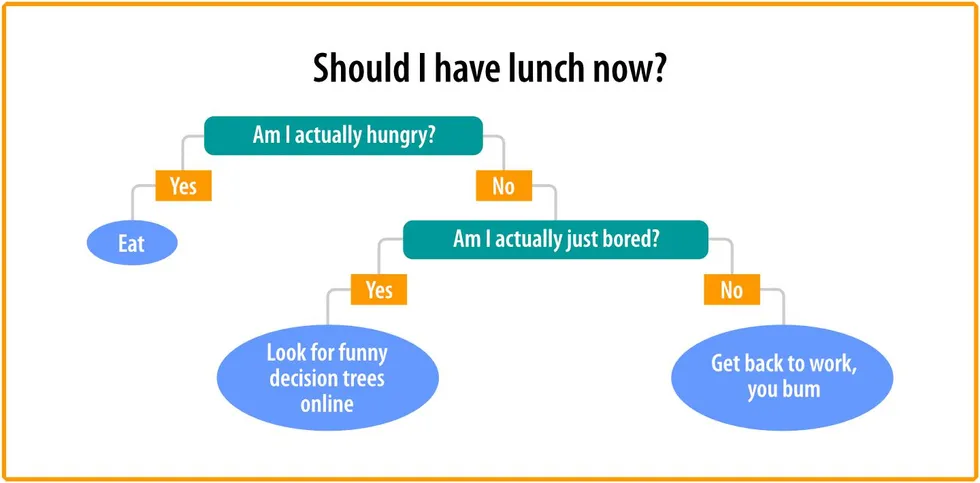 Should I have lunch now?
Am I actually hungry?
Yes
No
Eat
Am I actually just bored?
Yes
No
Look for funny
decision trees
online
Get back to work,
you bum